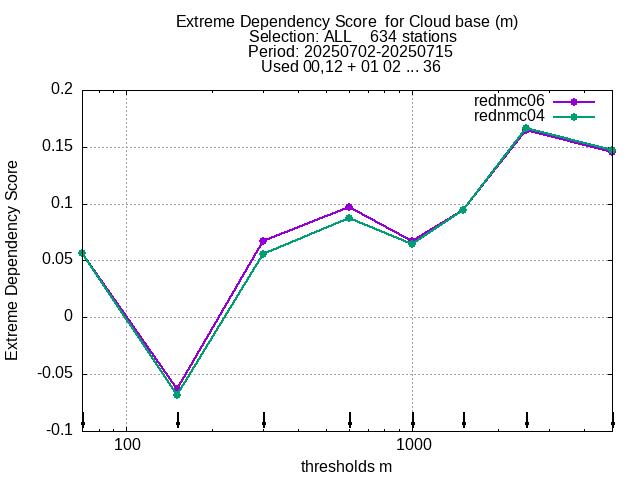 Extreme Dependency Score  for Cloud base (m)
Selection: ALL    634 stations
Period: 20250702-20250715
Used 00,12 + 01 02 ... 36
rednmc06
rednmc04
0.2
0.15
0.1
0.05
0
-0.05
-0.1
Extreme Dependency Score
100 1000
thresholds m